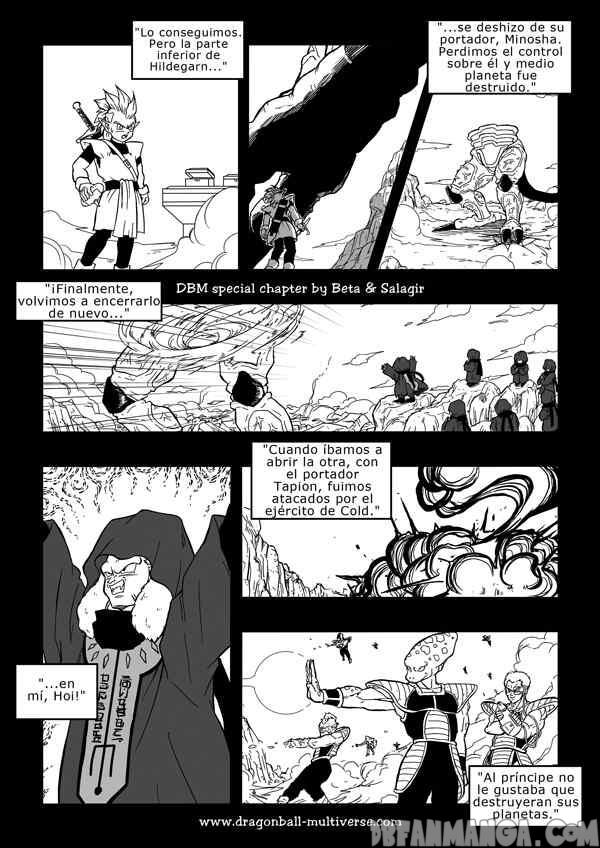 "Lo conseguimos.
Pero la parte
inferior de
Hildegarn..."
"...se deshizo de su
portador, Minosha.
Perdimos el control
sobre él y medio
planeta fue
destruido."
DBM special chapter by Beta & Salagir
"¡Finalmente,
volvimos a encerrarlo
de nuevo..."
"Cuando íbamos a
abrir la otra, con
el portador
Tapion, fuimos
atacados por el
ejército de Cold."
"...en
mí, Hoi!"
"Al príncipe no
le gustaba que
destruyeran sus
planetas."
www.dragonball-multiverse.com
DBFANMANGA.COM